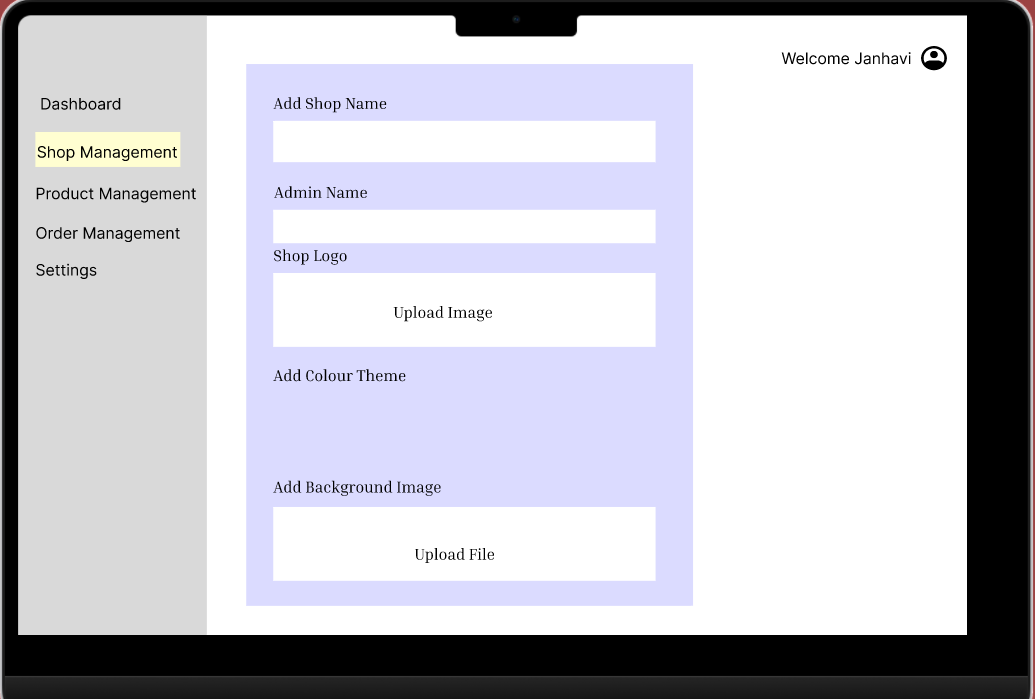 Welcome Janhavi
Dashboard
Shop Management
Product Management
Order Management
Settings
Add Shop Name
Admin Name
Shop Logo
Upload Image
Add Colour Theme
Add Background Image
Upload File